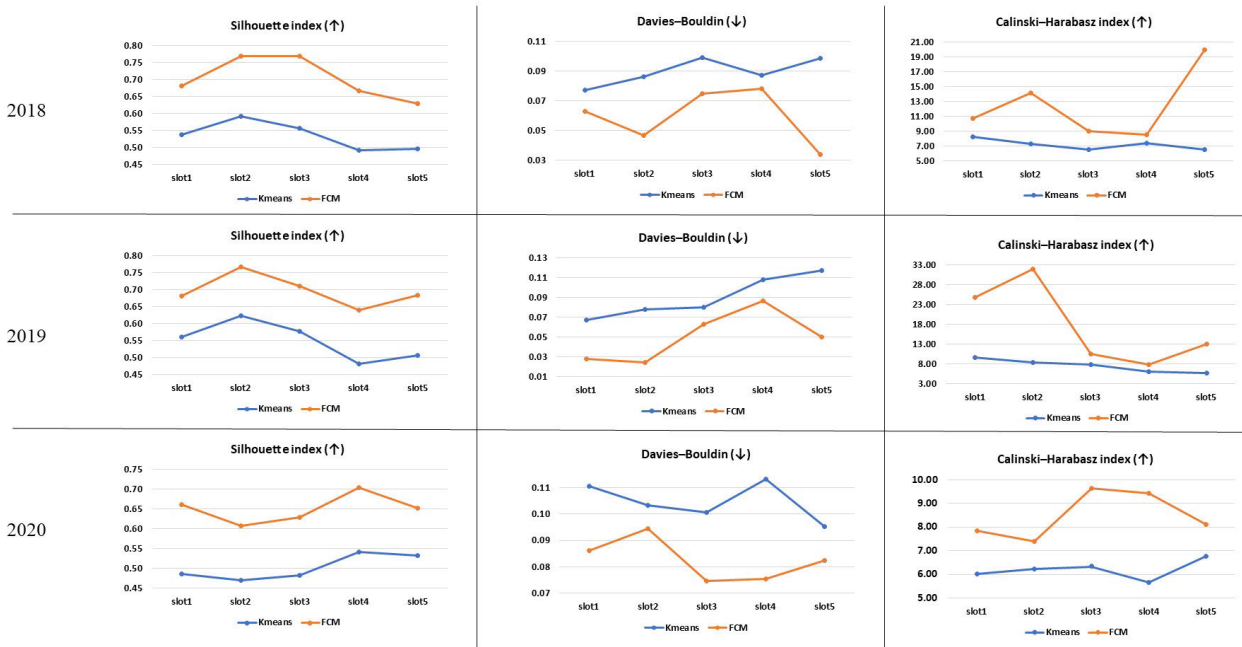 2018
Silhouette index (↑)
0.80
0.75
0.70
0.65
0.60
0.55
0.50
0.45
slot1 slot2 slot3 slot4 slot5
Kmeans FCM
Davies–Bouldin (↓)
0.11
0.09
0.07
0.05
0.03
slot1 slot2 slot3 slot4 slot5
Kmeans FCM
Calinski–Harabasz index (↑)
21.00
19.00
17.00
15.00
13.00
11.00
9.00
7.00
5.00
slot1 slot2 slot3 slot4 slot5
Kmeans FCM
2019
Silhouette index (↑)
0.80
0.75
0.70
0.65
0.60
0.55
0.50
0.45
slot1 slot2 slot3 slot4 slot5
Kmeans FCM
Davies–Bouldin (↓)
0.13
0.11
0.09
0.07
0.05
0.03
0.01
slot1 slot2 slot3 slot4 slot5
Kmeans FCM
Calinski–Harabasz index (↑)
33.00
28.00
23.00
18.00
13.00
8.00
3.00
slot1 slot2 slot3 slot4 slot5
Kmeans FCM
2020
Silhouette index (↑)
0.75
0.70
0.65
0.60
0.55
0.50
0.45
slot1 slot2 slot3 slot4 slot5
Kmeans FCM
Davies–Bouldin (↓)
0.11
0.10
0.09
0.08
0.07
slot1 slot2 slot3 slot4 slot5
Kmeans FCM
Calinski–Harabasz index (↑)
10.00
9.00
8.00
7.00
6.00
5.00
slot1 slot2 slot3 slot4 slot5
Kmeans FCM